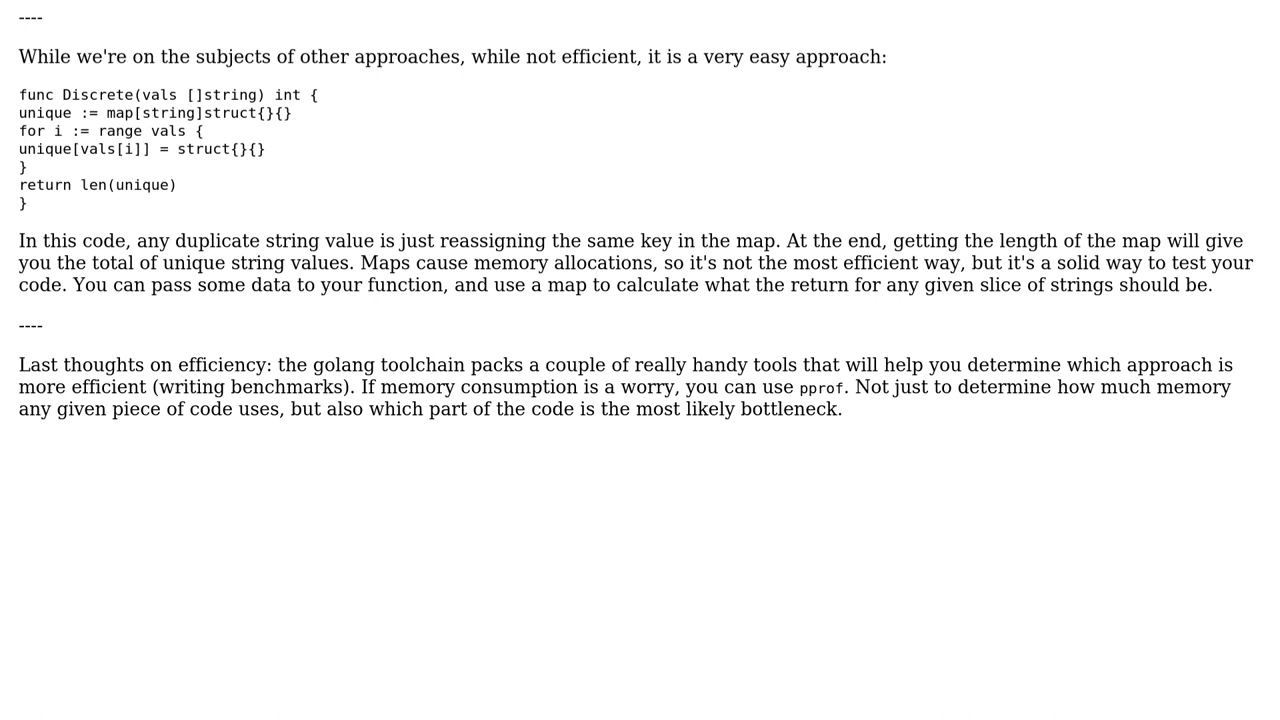 ----
While we're on the subjects of other approaches, while not efficient, it is a very easy approach:
func Discrete(vals []string) int {
unique := map[string]struct{}{}
for i := range vals {
unique[vals[i]] = struct{}{}
}
return len(unique)
}
In this code, any duplicate string value is just reassigning the same key in the map. At the end, getting the length of the map will give
you the total of unique string values. Maps cause memory allocations, so it's not the most efficient way, but it's a solid way to test your
code. You can pass some data to your function, and use a map to calculate what the return for any given slice of strings should be.
----
Last thoughts on efficiency: the golang toolchain packs a couple of really handy tools that will help you determine which approach is
more efficient (writing benchmarks). If memory consumption is a worry, you can use pprof. Not just to determine how much memory
any given piece of code uses, but also which part of the code is the most likely bottleneck.